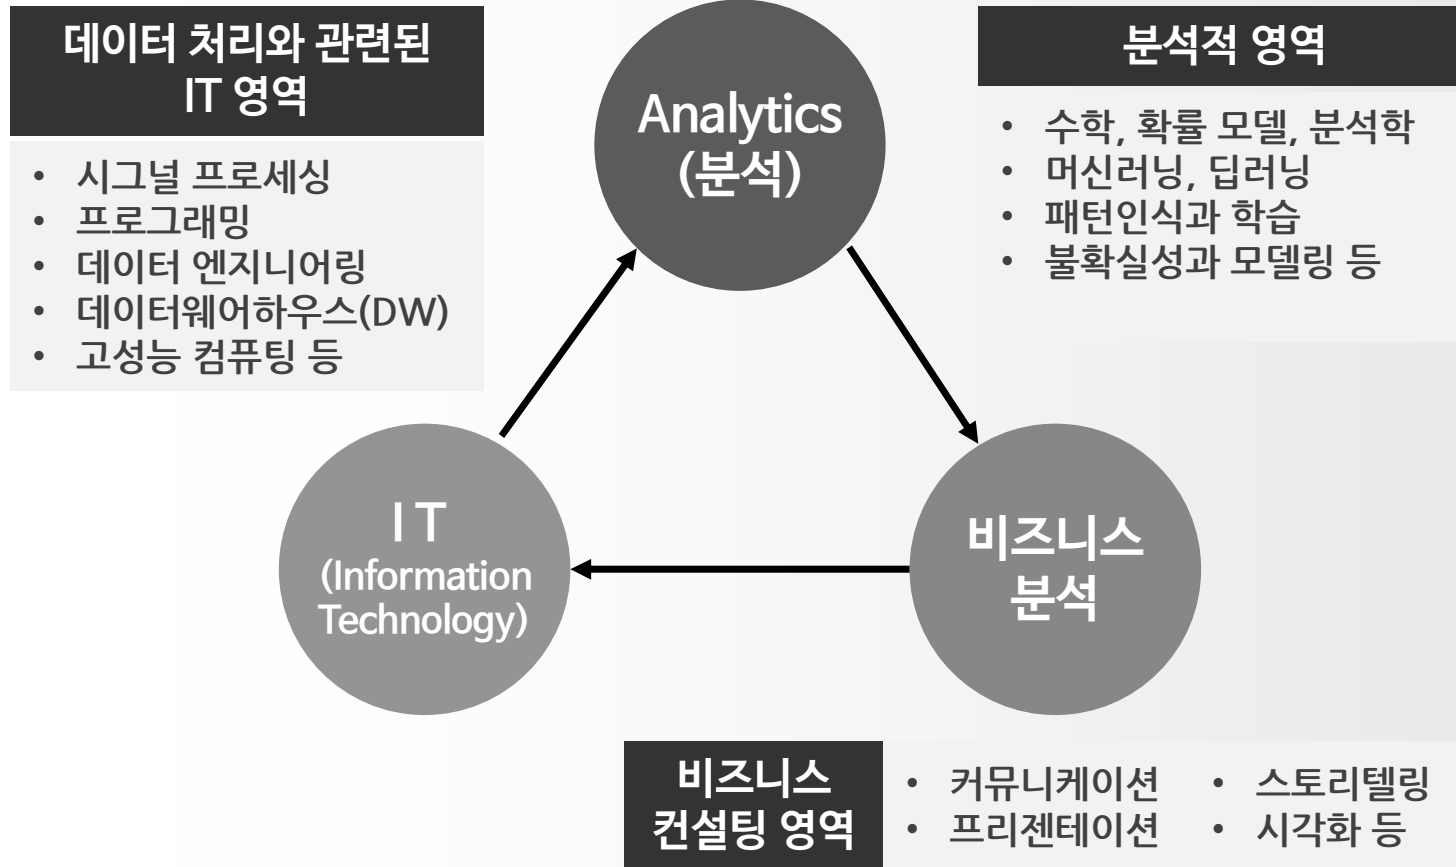 데이터 처리와 관련된
IT 영역
• 시그널 프로세싱
• 프로그래밍
• 데이터 엔지니어링
• 데이터웨어하우스(DW)
• 고성능 컴퓨팅 등
Analytics
(분석)
분석적 영역
• 수학, 확률 모델, 분석학
• 머신러닝, 딥러닝
• 패턴인식과 학습
• 불확실성과 모델링 등
IT
(Information
Technology)
비즈니스
분석
비즈니스
컨설팅 영역
• 커뮤니케이션
• 프리젠테이션
• 스토리텔링
• 시각화 등